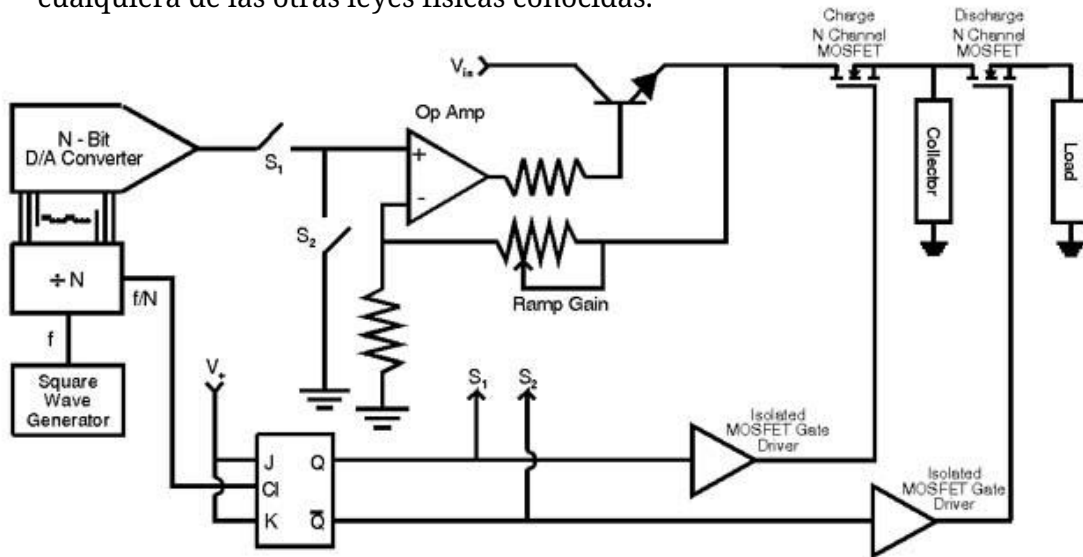 cualquiera de las otras leyes físicas conocidas.
Charge
N Channel
MOSFET
Discharge
N Channel
MOSFET
Vin
Op Amp
N - Bit
D/A Converter
S1
+
-
Collector
Load
S2
÷ N
f/N
Ramp Gain
f
V+
S1
S2
Square
Wave
Generator
Isolated
MOSFET Gate
Driver
J
Q
Cl
K
Q̅
Isolated
MOSFET Gate
Driver